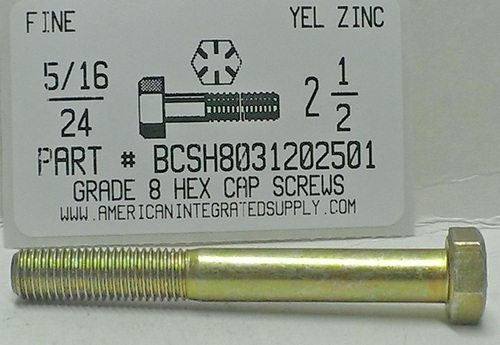 FINE YEL ZINC
5/16
24
2 1/2
PART # BCSH8031202501
GRADE 8 HEX CAP SCREWS
WWW.AMERICANINTEGRATEDSUPPLY.COM